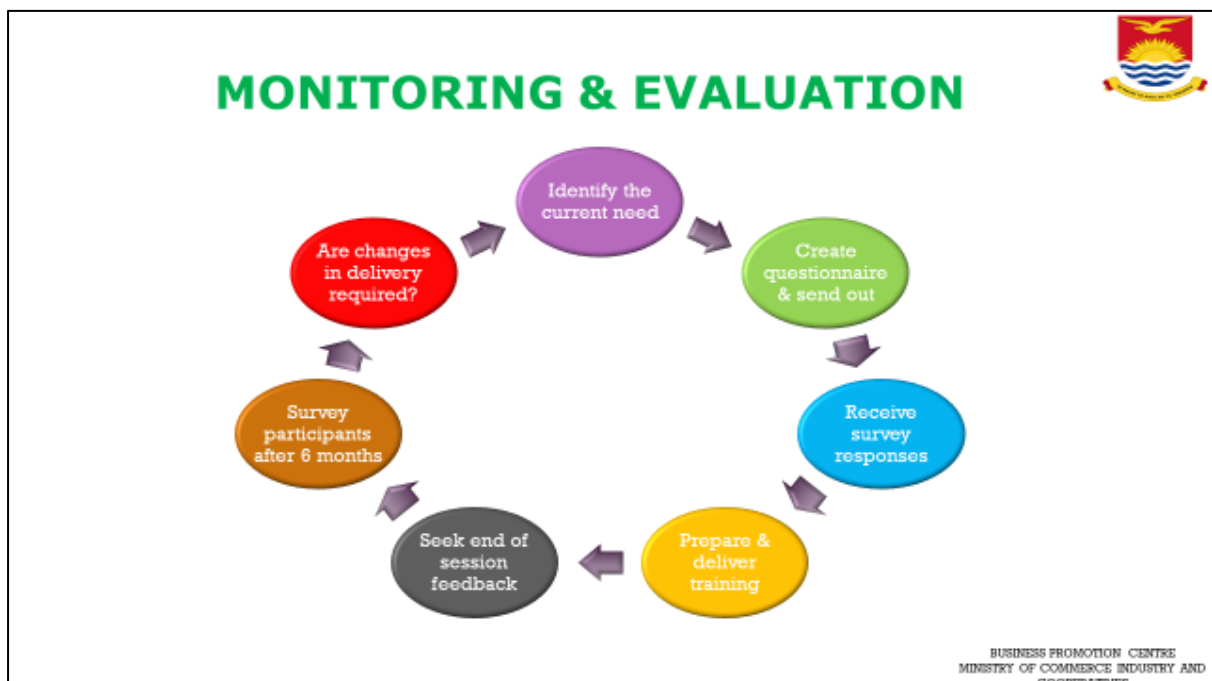 MONITORING & EVALUATION
Identify the
current need
Create
questionnaire
& send out
Receive
survey
responses
Prepare &
deliver
training
Seek end of
session
feedback
Survey
participants
after 6 months
Are changes
in delivery
required?
BUSINESS PROMOTION CENTRE
MINISTRY OF COMMERCE INDUSTRY AND